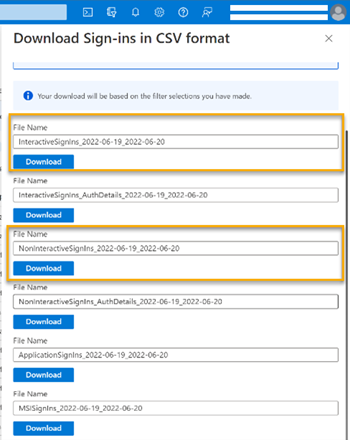 Download Sign-ins in CSV format
Your download will be based on the filter selections you have made.
File Name
InteractiveSignIns_2022-06-19_2022-06-20
Download
File Name
InteractiveSignIns_AuthDetails_2022-06-19_2022-06-20
Download
File Name
NonInteractiveSignIns_2022-06-19_2022-06-20
Download
File Name
NonInteractiveSignIns_AuthDetails_2022-06-19_2022-06-20
Download
File Name
ApplicationSignIns_2022-06-19_2022-06-20
Download
File Name
MSISignIns_2022-06-19_2022-06-20
Download